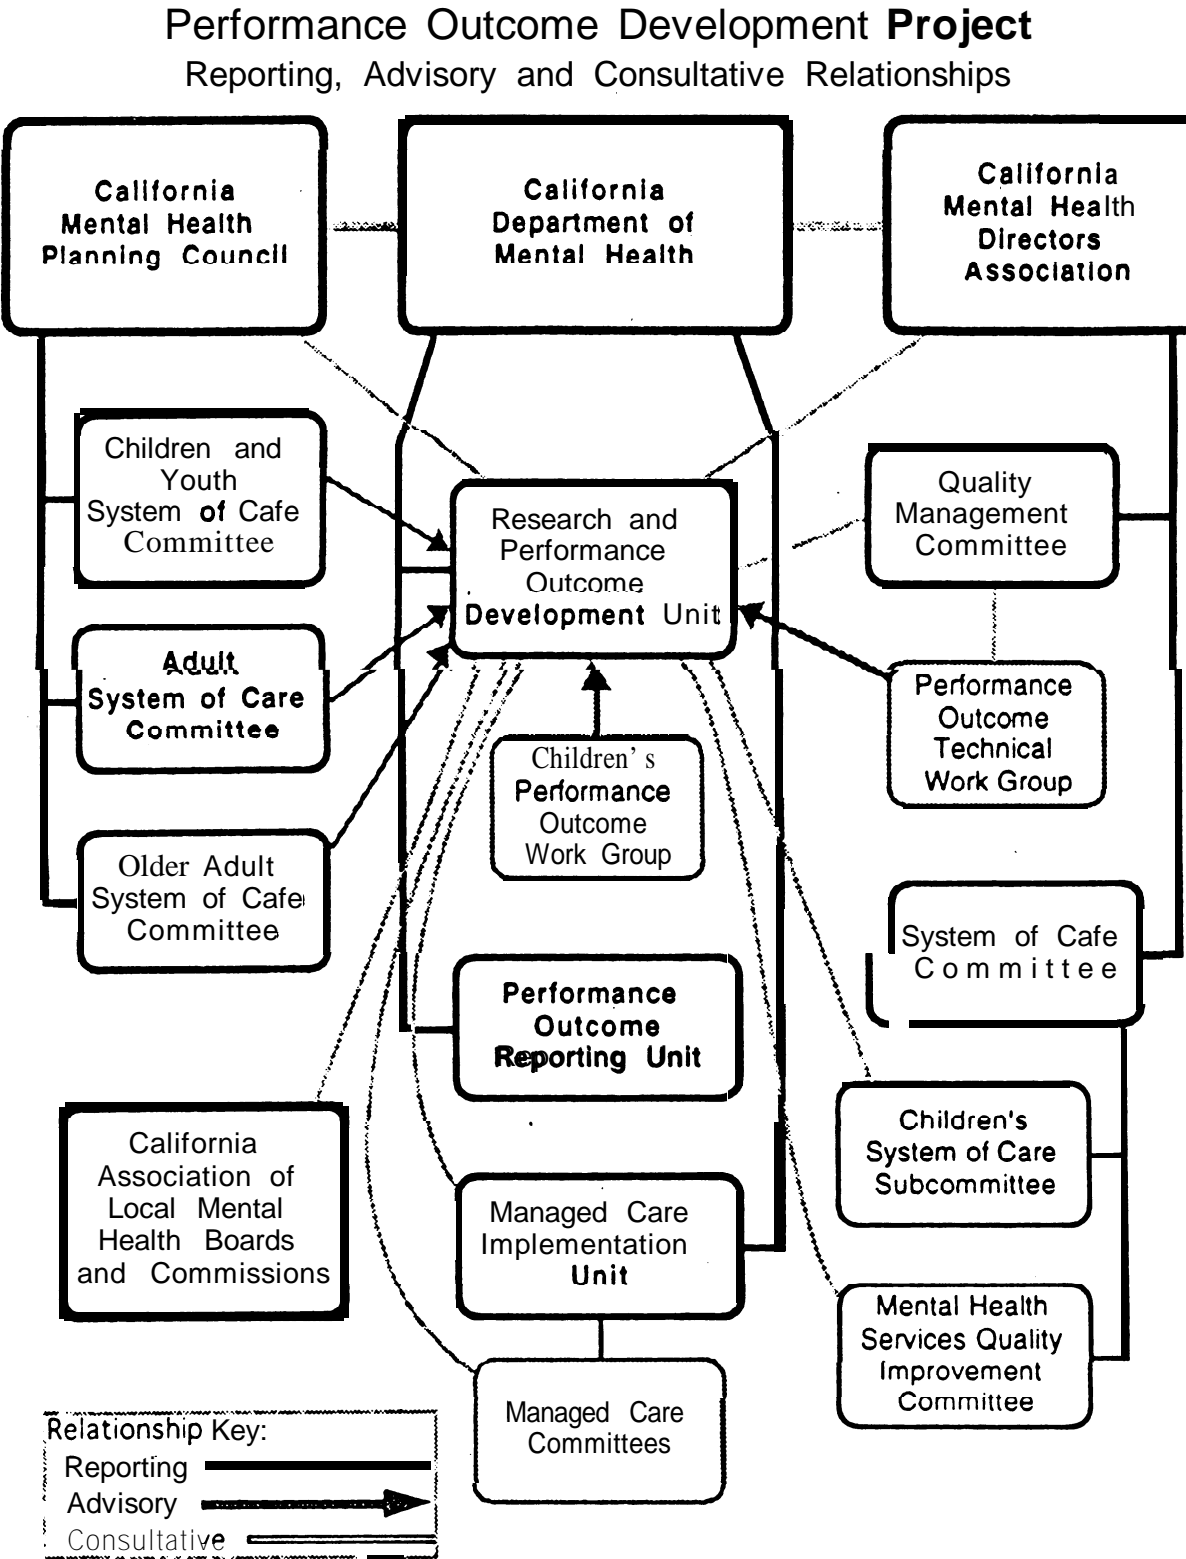 Performance Outcome Development Project
Reporting, Advisory and Consultative Relationships
California
Mental Health
Planning Council
California
Department of
Mental Health
California
Mental Health
Directors
Association
Children and
Youth
System of Cafe
Committee
Research and
Performance
Outcome
Development Unit
Quality
Management
Committee
Adult
System of Care
Committee
Children' s
Performance
Outcome
Work Group
Performance
Outcome
Technical
Work Group
Older Adult
System of Cafe
Committee
System of Cafe
Committee
Performance
Outcome
Reporting Unit
California
Association of
Local Mental
Health Boards
and Commissions
Managed Care
Implementation
Unit
Children's
System of Care
Subcommittee
Mental Health
Services Quality
Improvement
Committee
Managed Care
Committees
Relationship Key:
Reporting
Advisory
Consultative